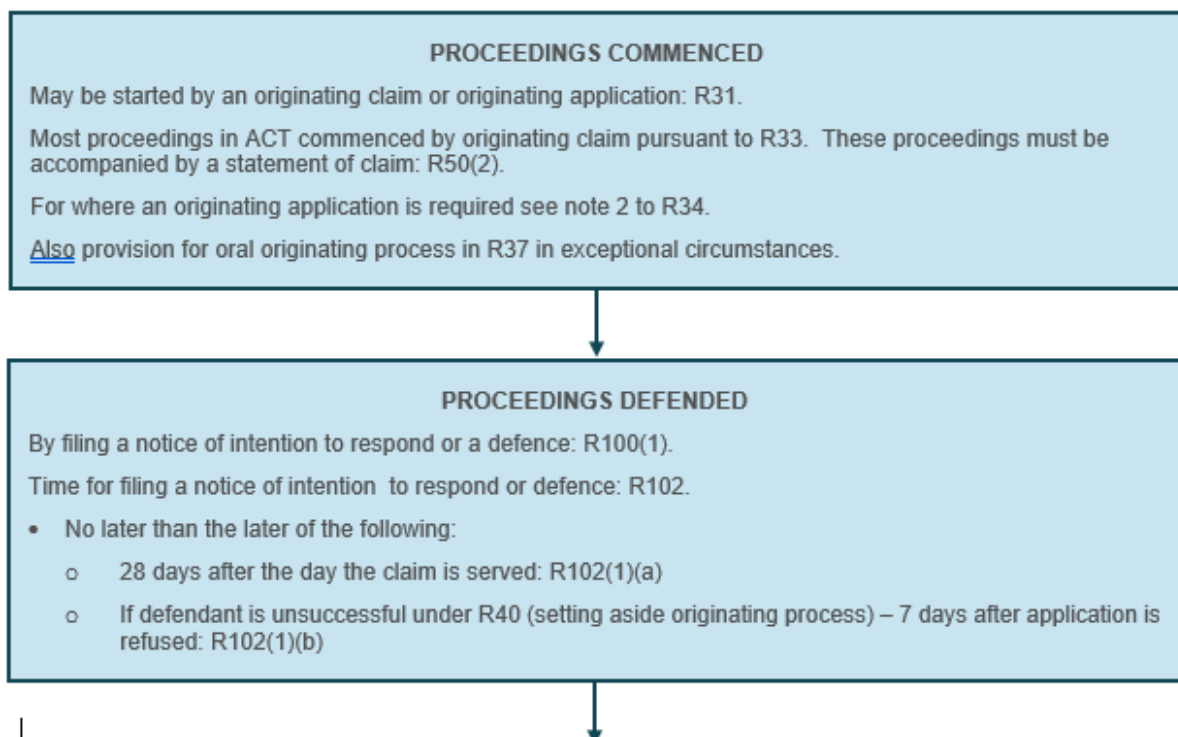 PROCEEDINGS COMMENCED
May be started by an originating claim or originating application: R31.
Most proceedings in ACT commenced by originating claim pursuant to R33.  These proceedings must be
accompanied by a statement of claim: R50(2).
For where an originating application is required see note 2 to R34.
Also provision for oral originating process in R37 in exceptional circumstances.
PROCEEDINGS DEFENDED
By filing a notice of intention to respond or a defence: R100(1).
Time for filing a notice of intention  to respond or defence: R102.
• No later than the later of the following:
o 28 days after the day the claim is served: R102(1)(a)
o If defendant is unsuccessful under R40 (setting aside originating process) – 7 days after application is
refused: R102(1)(b)